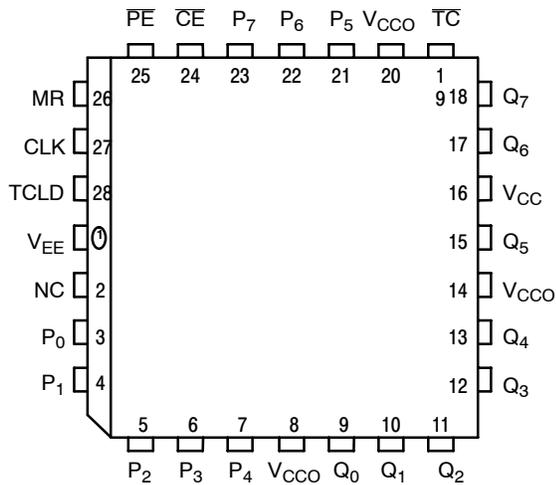 PE CE P7 P6 P5 VCCO TC
25 24 23 22 21 20 1
MR 26 9 18 Q7
CLK 27 17 Q6
TCLD 28 16 VCC
VEE 1 15 Q5
NC 2 14 VCCO
P0 3 13 Q4
P1 4 12 Q3
5 6 7 8 9 10 11
P2 P3 P4 VCCO Q0 Q1 Q2